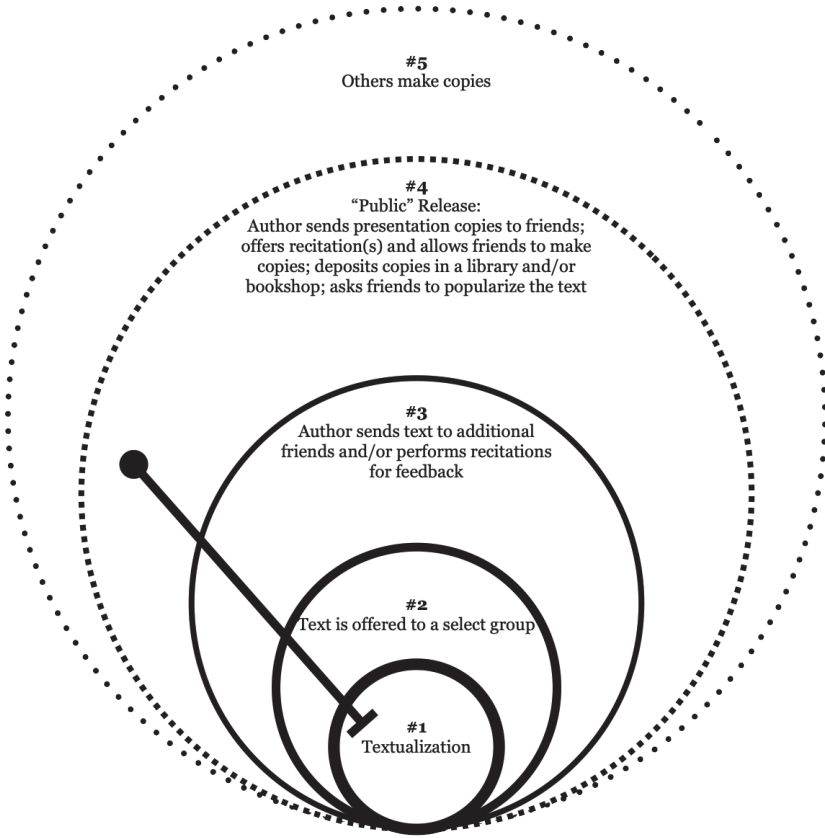 #5
Others make copies
#4
“Public” Release:
Author sends presentation copies to friends;
offers recitation(s) and allows friends to make
copies; deposits copies in a library and/or
bookshop; asks friends to popularize the text
#3
Author sends text to additional
friends and/or performs recitations
for feedback
#2
Text is offered to a select group
#1
Textualization